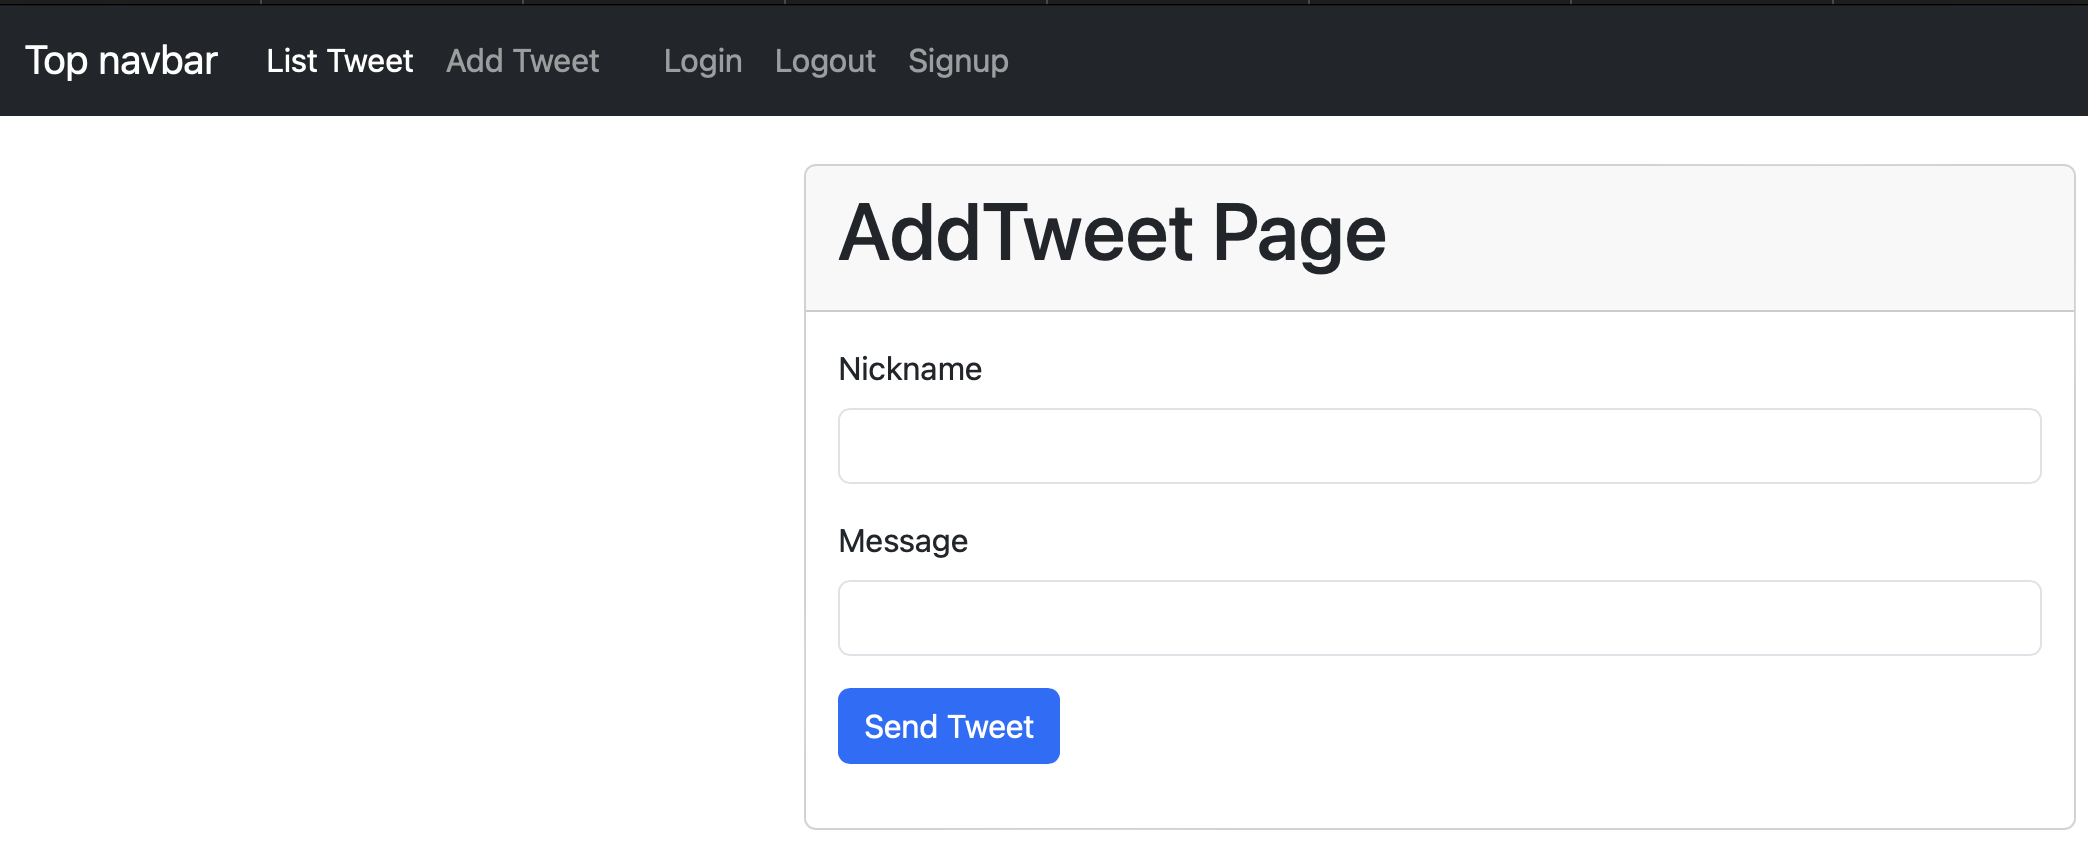 Top navbar List Tweet Add Tweet Login Logout Signup
AddTweet Page
Nickname
Message
Send Tweet